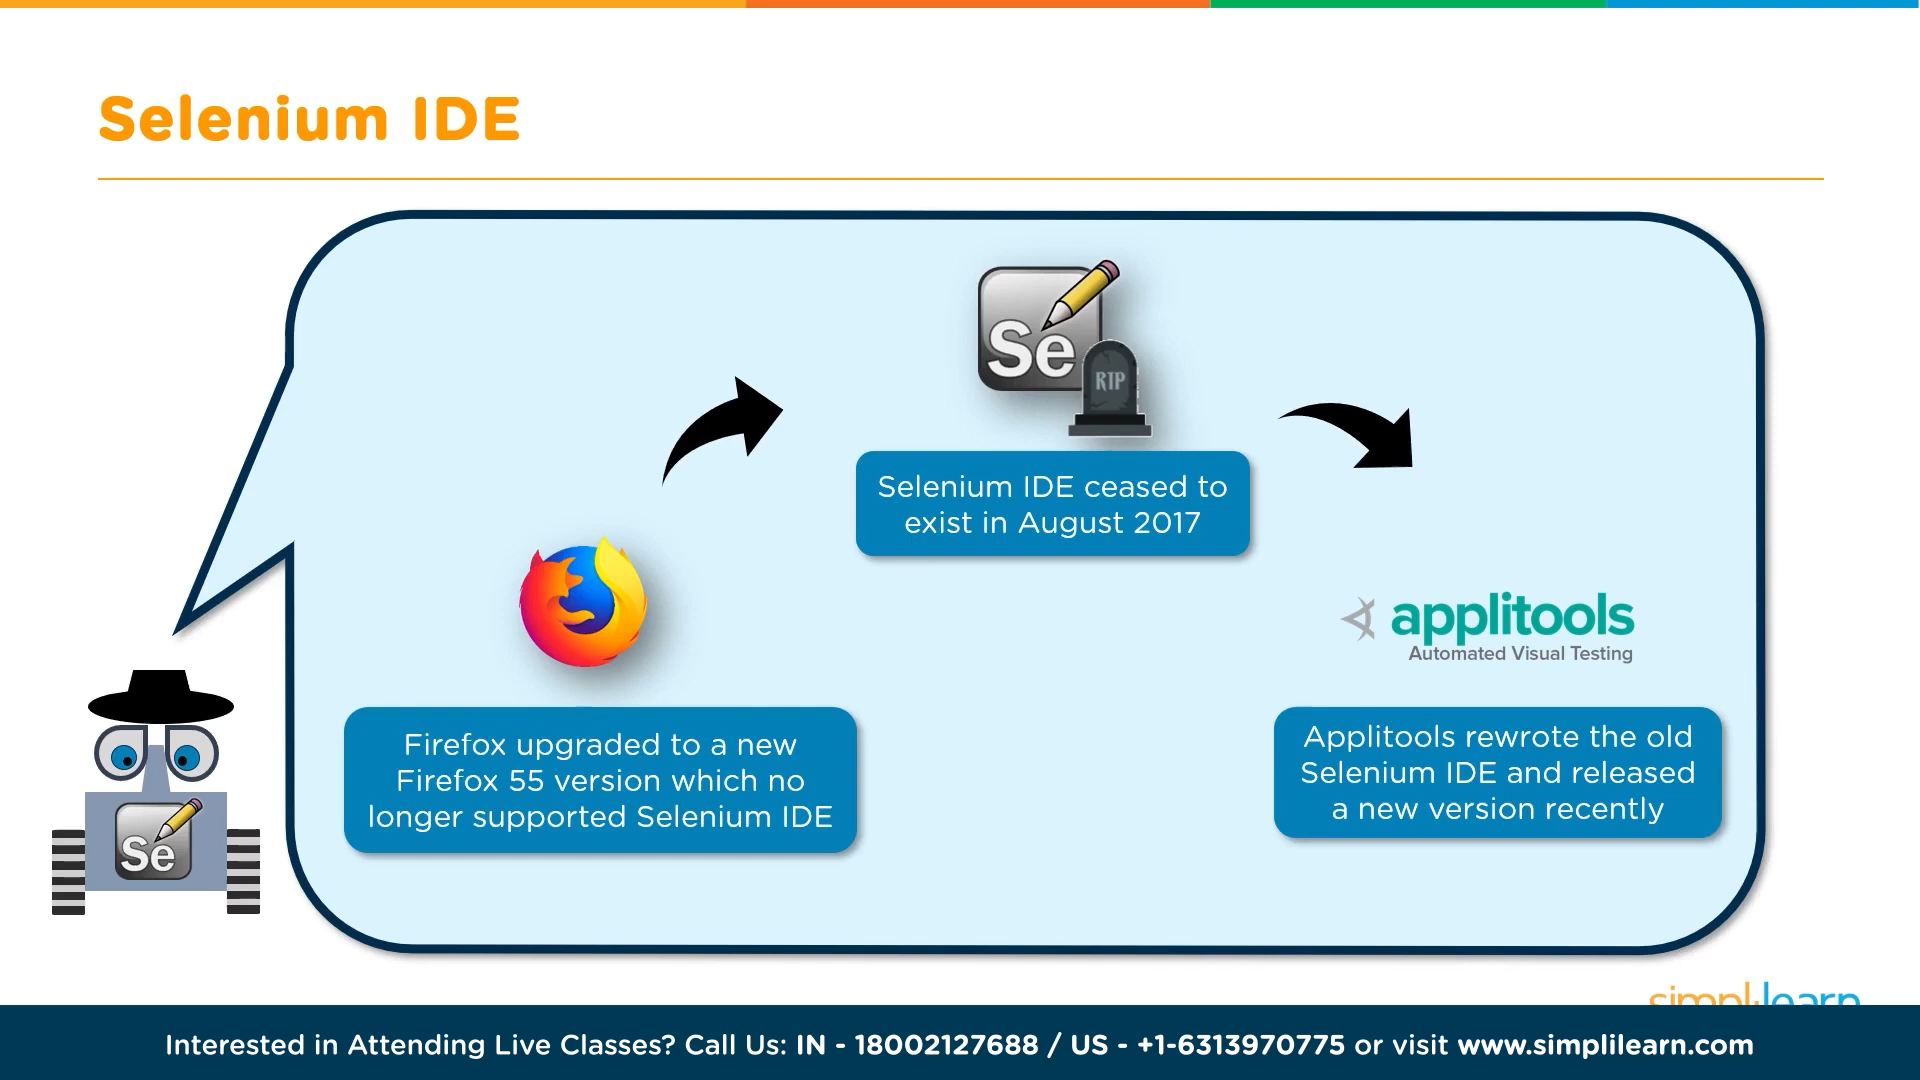 Selenium IDE
Se
RIP
Selenium IDE ceased to
exist in August 2017
Firefox upgraded to a new
Firefox 55 version which no
longer supported Selenium IDE
applitools
Automated Visual Testing
Applitools rewrote the old
Selenium IDE and released
a new version recently
Se
simplilearn
Interested in Attending Live Classes? Call Us: IN - 18002127688 / US - +1-6313970775 or visit www.simplilearn.com